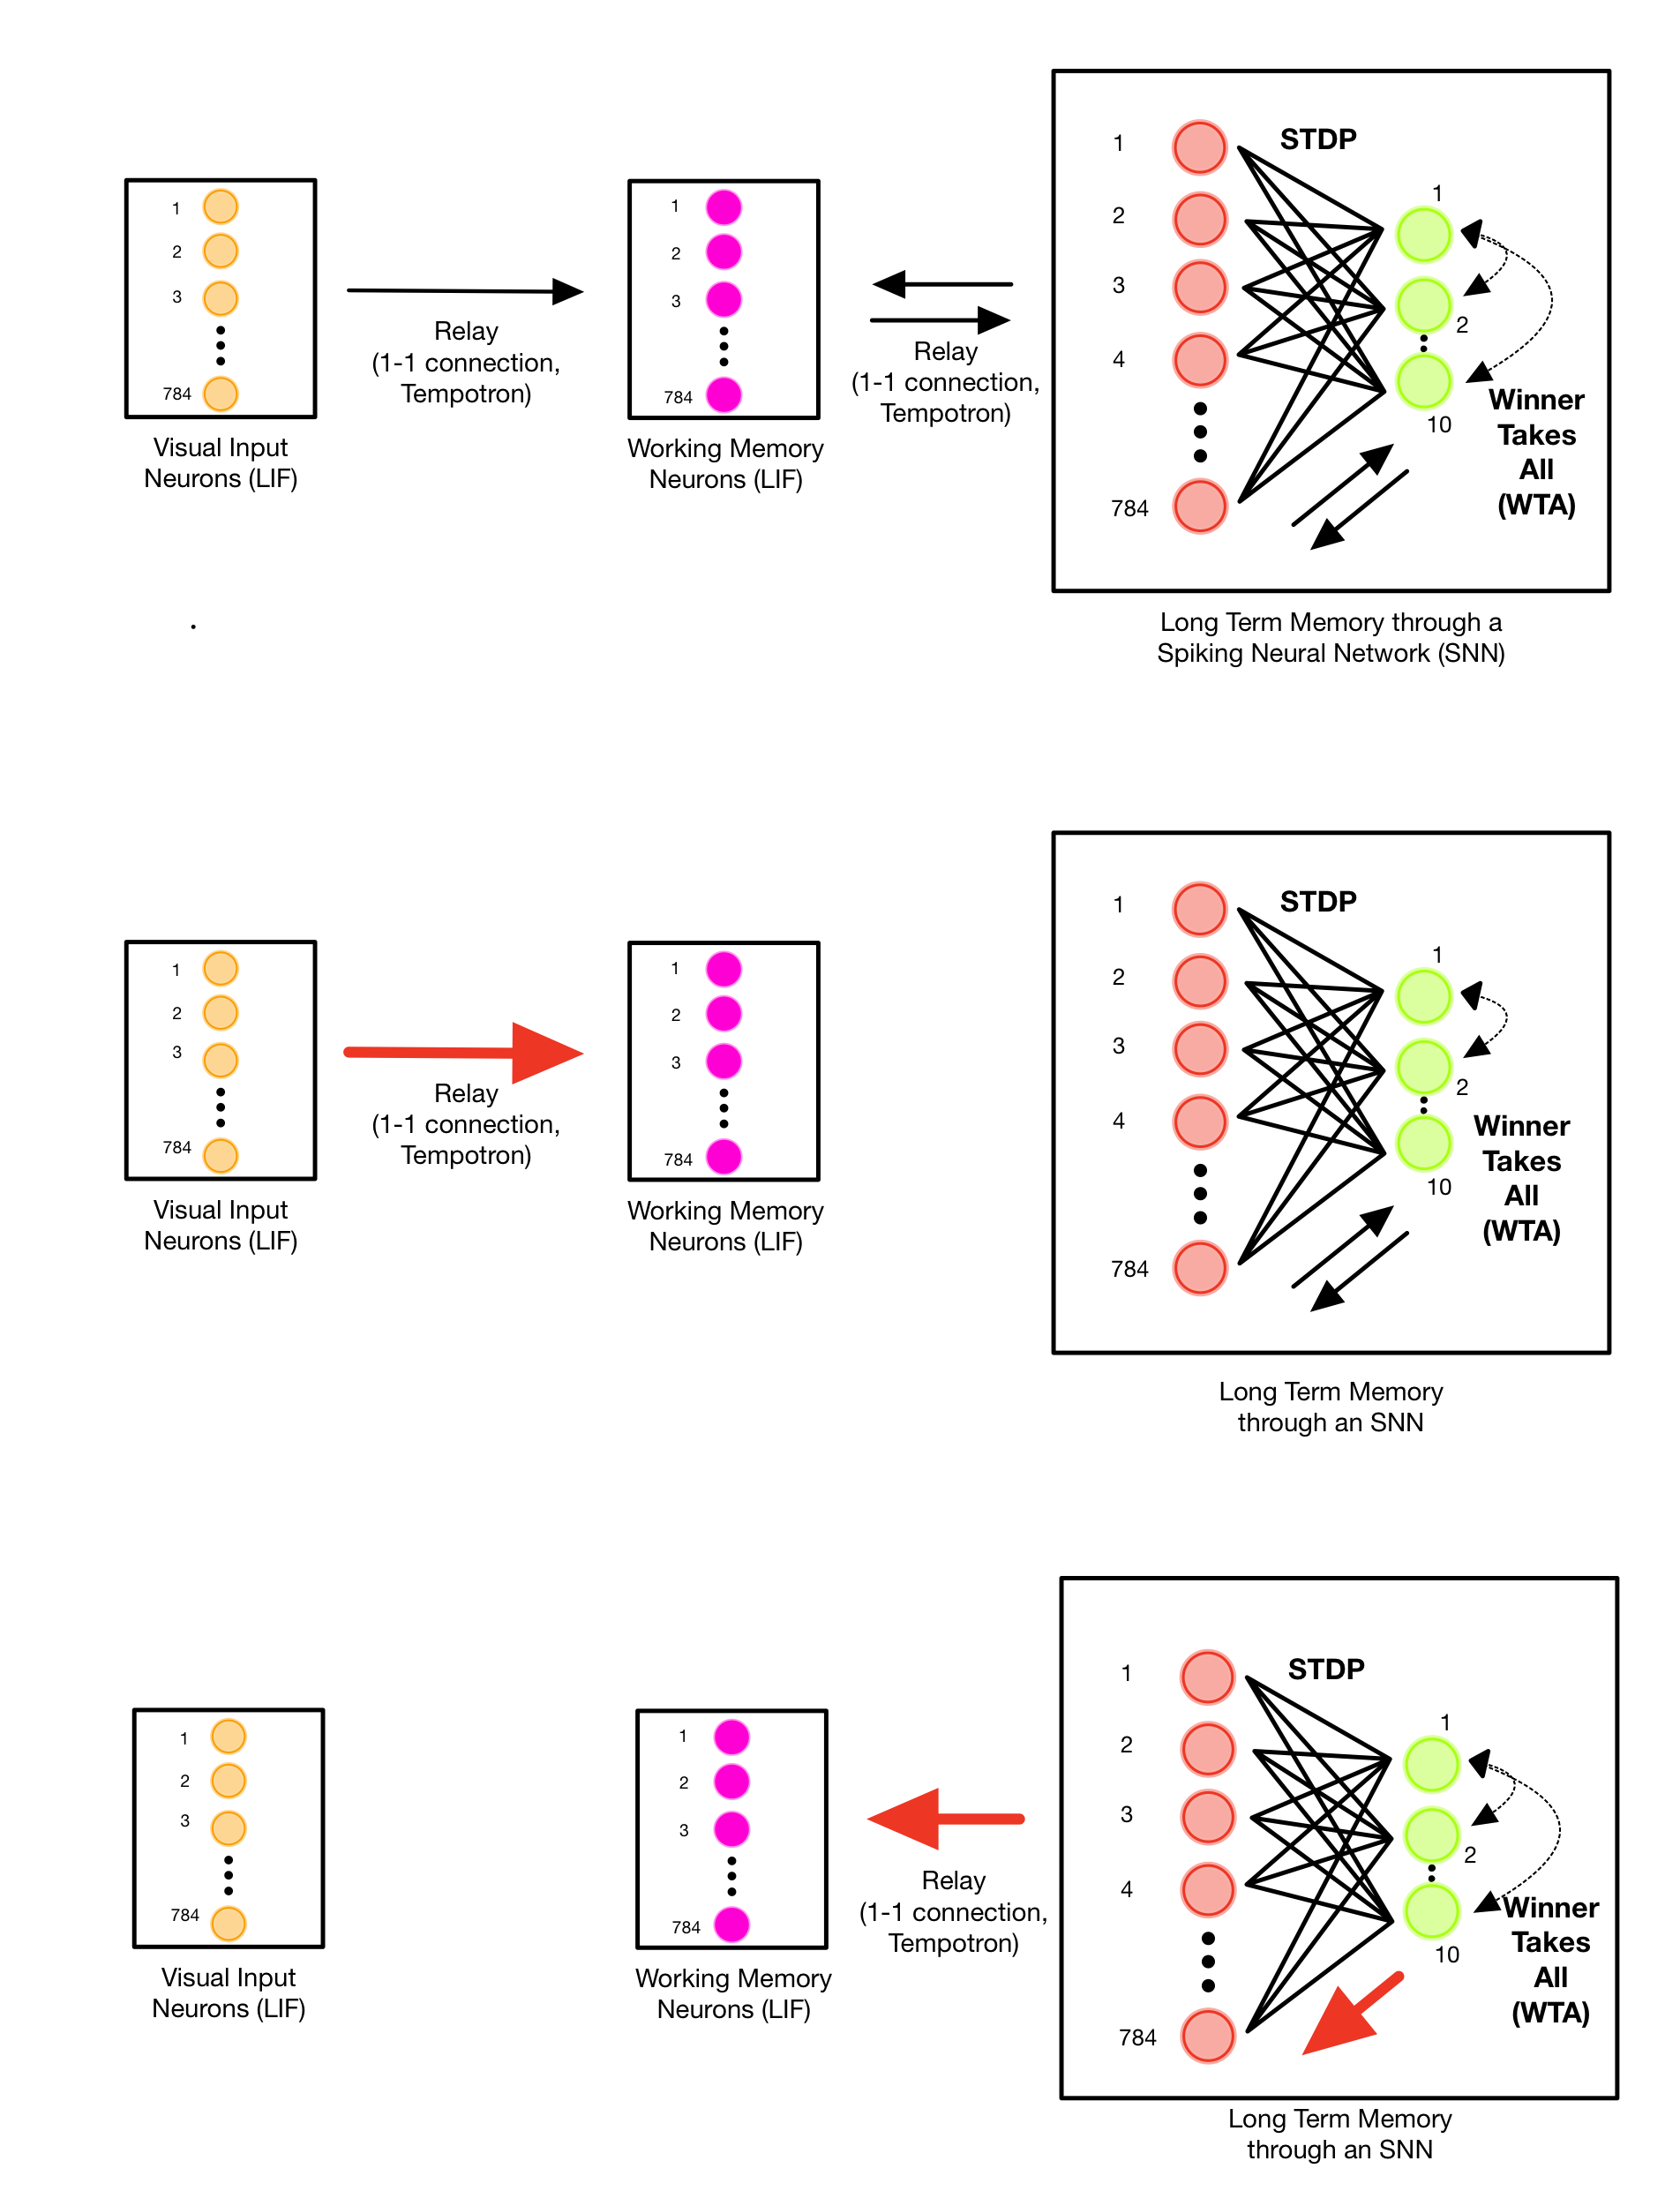 STDP
1
2
3
4
784
1
2
10
Winner
Takes
All
(WTA)
1
2
3
784
Visual Input
Neurons (LIF)
Relay
(1-1 connection,
Tempotron)
1
2
3
784
Working Memory
Neurons (LIF)
Relay
(1-1 connection,
Tempotron)
Long Term Memory through a
Spiking Neural Network (SNN)
STDP
1
2
3
4
784
1
2
10
Winner
Takes
All
(WTA)
1
2
3
784
Visual Input
Neurons (LIF)
Relay
(1-1 connection,
Tempotron)
1
2
3
784
Working Memory
Neurons (LIF)
Long Term Memory
through an SNN
STDP
1
2
3
4
784
1
2
10
Winner
Takes
All
(WTA)
1
2
3
784
Visual Input
Neurons (LIF)
1
2
3
784
Working Memory
Neurons (LIF)
Relay
(1-1 connection,
Tempotron)
Long Term Memory
through an SNN